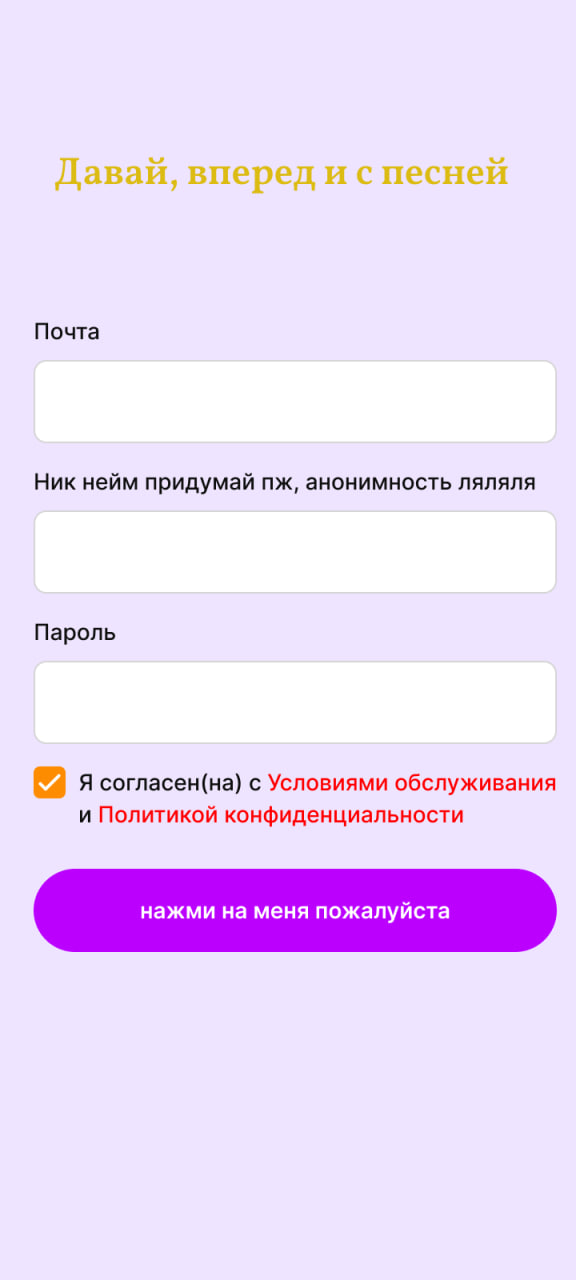 Давай, вперед и с песней
Почта
Ник нейм придумай пж, анонимность ляляля
Пароль
Я согласен(на) с Условиями обслуживания
и Политикой конфиденциальности
нажми на меня пожалуйста